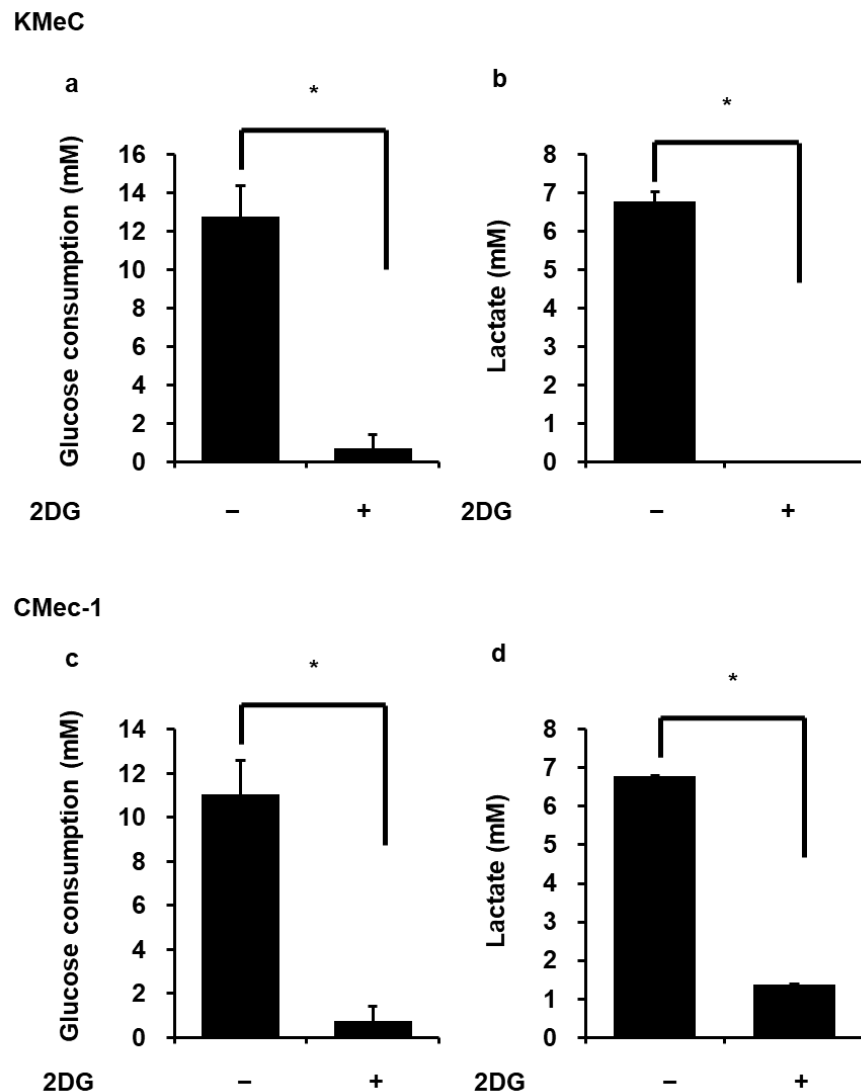 KMeC
a
*
Glucose consumption (mM)
16
14
12
10
8
6
4
2
0
2DG – +
b
*
Lactate (mM)
8
7
6
5
4
3
2
1
0
2DG – +
CMec-1
c
*
Glucose consumption (mM)
14
12
10
8
6
4
2
0
2DG – +
d
*
Lactate (mM)
8
7
6
5
4
3
2
1
0
2DG – +